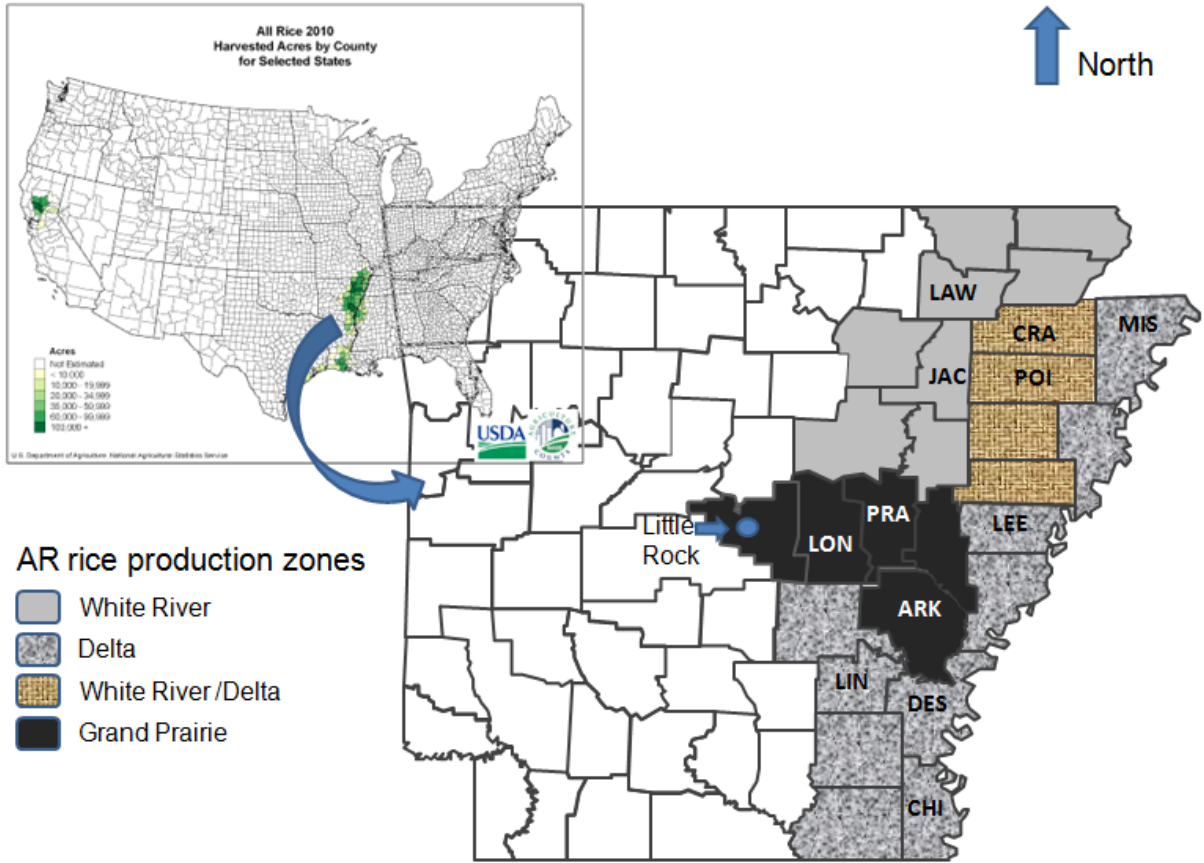 All Rice 2010
Harvested Acres by County
for Selected States
North
Acres
Not Estimated
< 10,000
10,000 - 19,999
20,000 - 34,999
35,000 - 59,999
60,000 - 99,999
100,000 +
U.S. Department of Agriculture, National Agricultural Statistics Service
USDA
AGRICULTURE
COUNTS
LAW
CRA
MIS
JAC
POI
PRA
LEE
Little
Rock
LON
ARK
LIN
DES
CHI
AR rice production zones
White River
Delta
White River /Delta
Grand Prairie